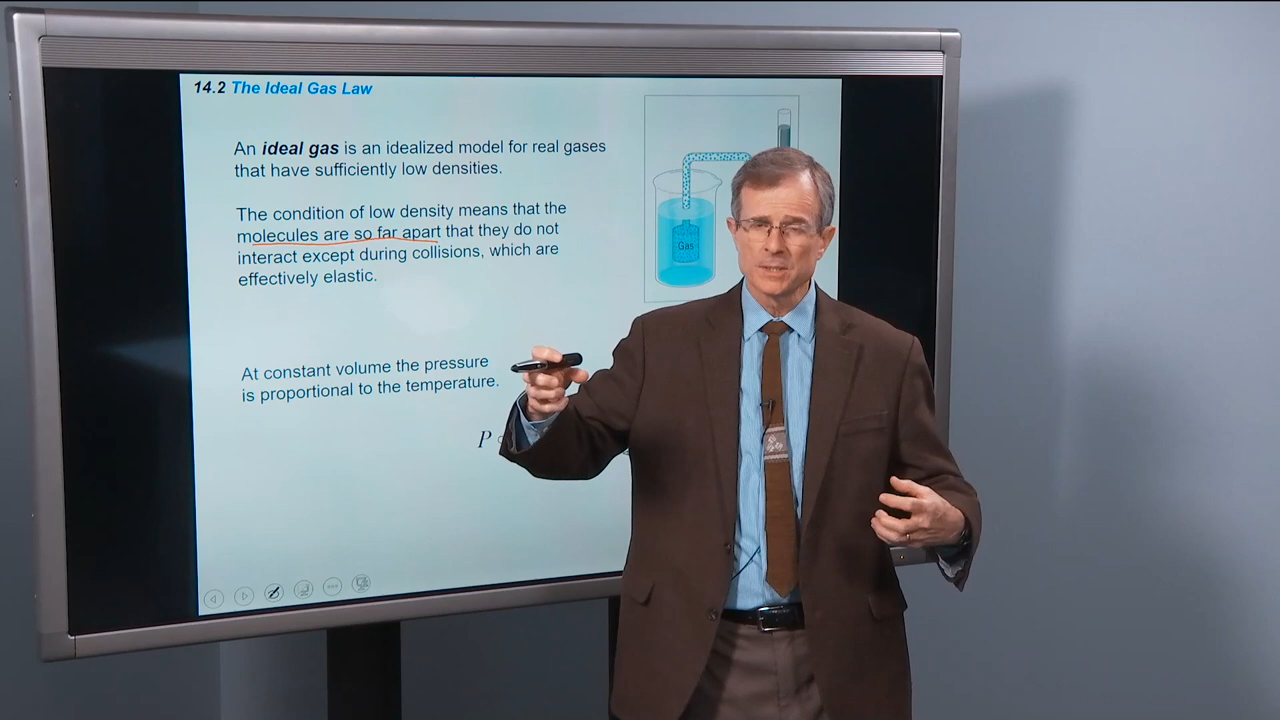 14.2 The Ideal Gas Law
An ideal gas is an idealized model for real gases
that have sufficiently low densities.
The condition of low density means that the
molecules are so far apart that they do not
interact except during collisions, which are
effectively elastic.
Gas
At constant volume the pressure
is proportional to the temperature.
P